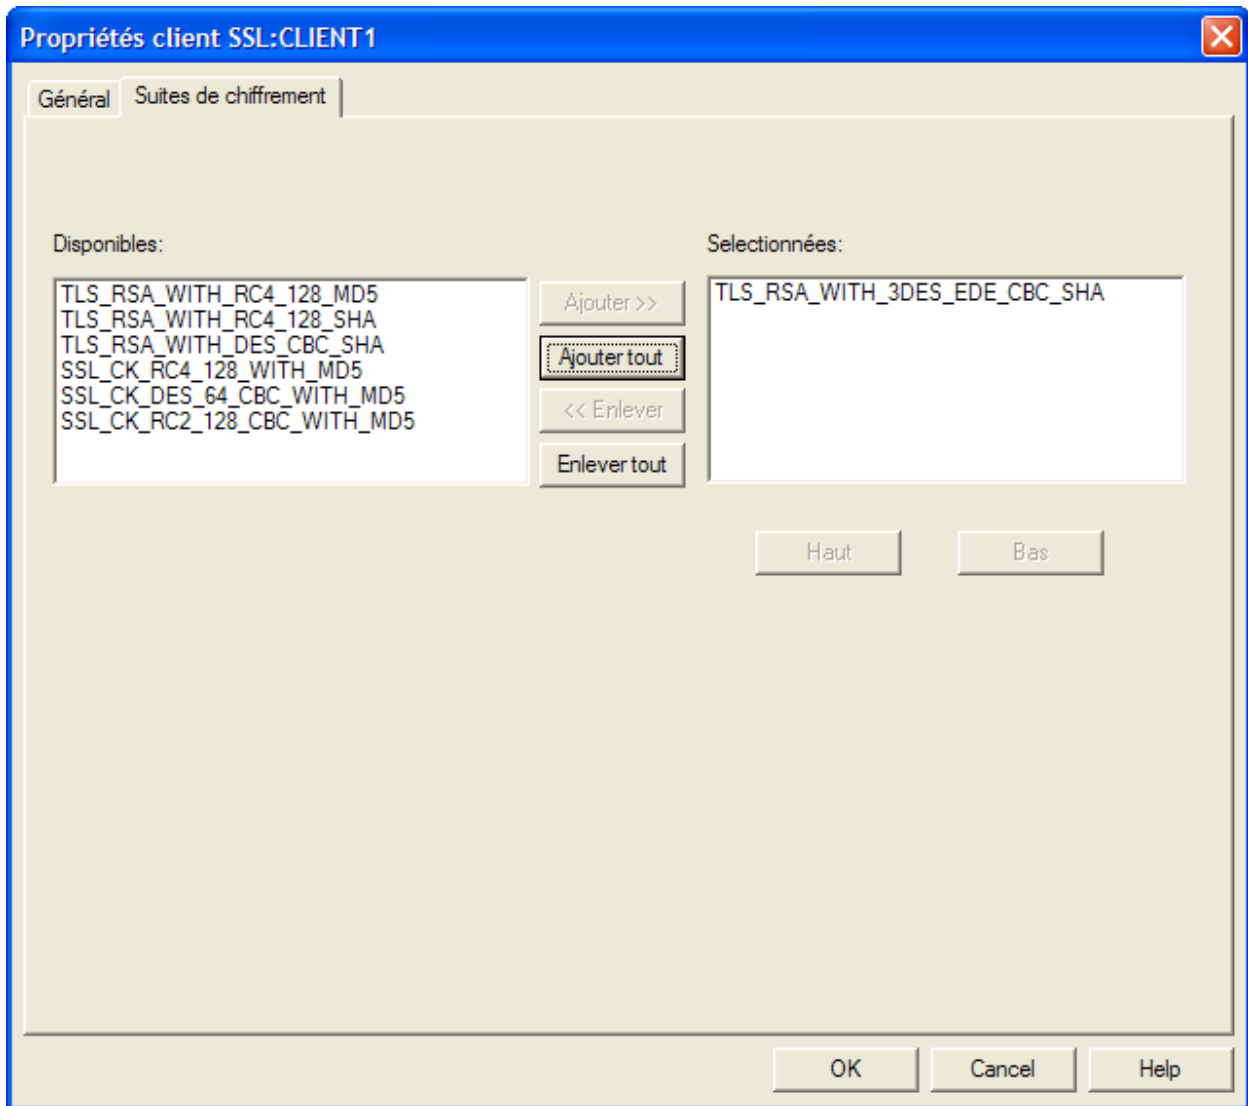 Propriétés client SSL:CLIENT1
Général
Suites de chiffrement
Disponibles:
Selectionnées:
TLS_RSA_WITH_RC4_128_MD5
TLS_RSA_WITH_RC4_128_SHA
TLS_RSA_WITH_DES_CBC_SHA
SSL_CK_RC4_128_WITH_MD5
SSL_CK_DES_64_CBC_WITH_MD5
SSL_CK_RC2_128_CBC_WITH_MD5
Ajouter >>
Ajouter tout
<< Enlever
Enlever tout
TLS_RSA_WITH_3DES_EDE_CBC_SHA
Haut
Bas
OK
Cancel
Help